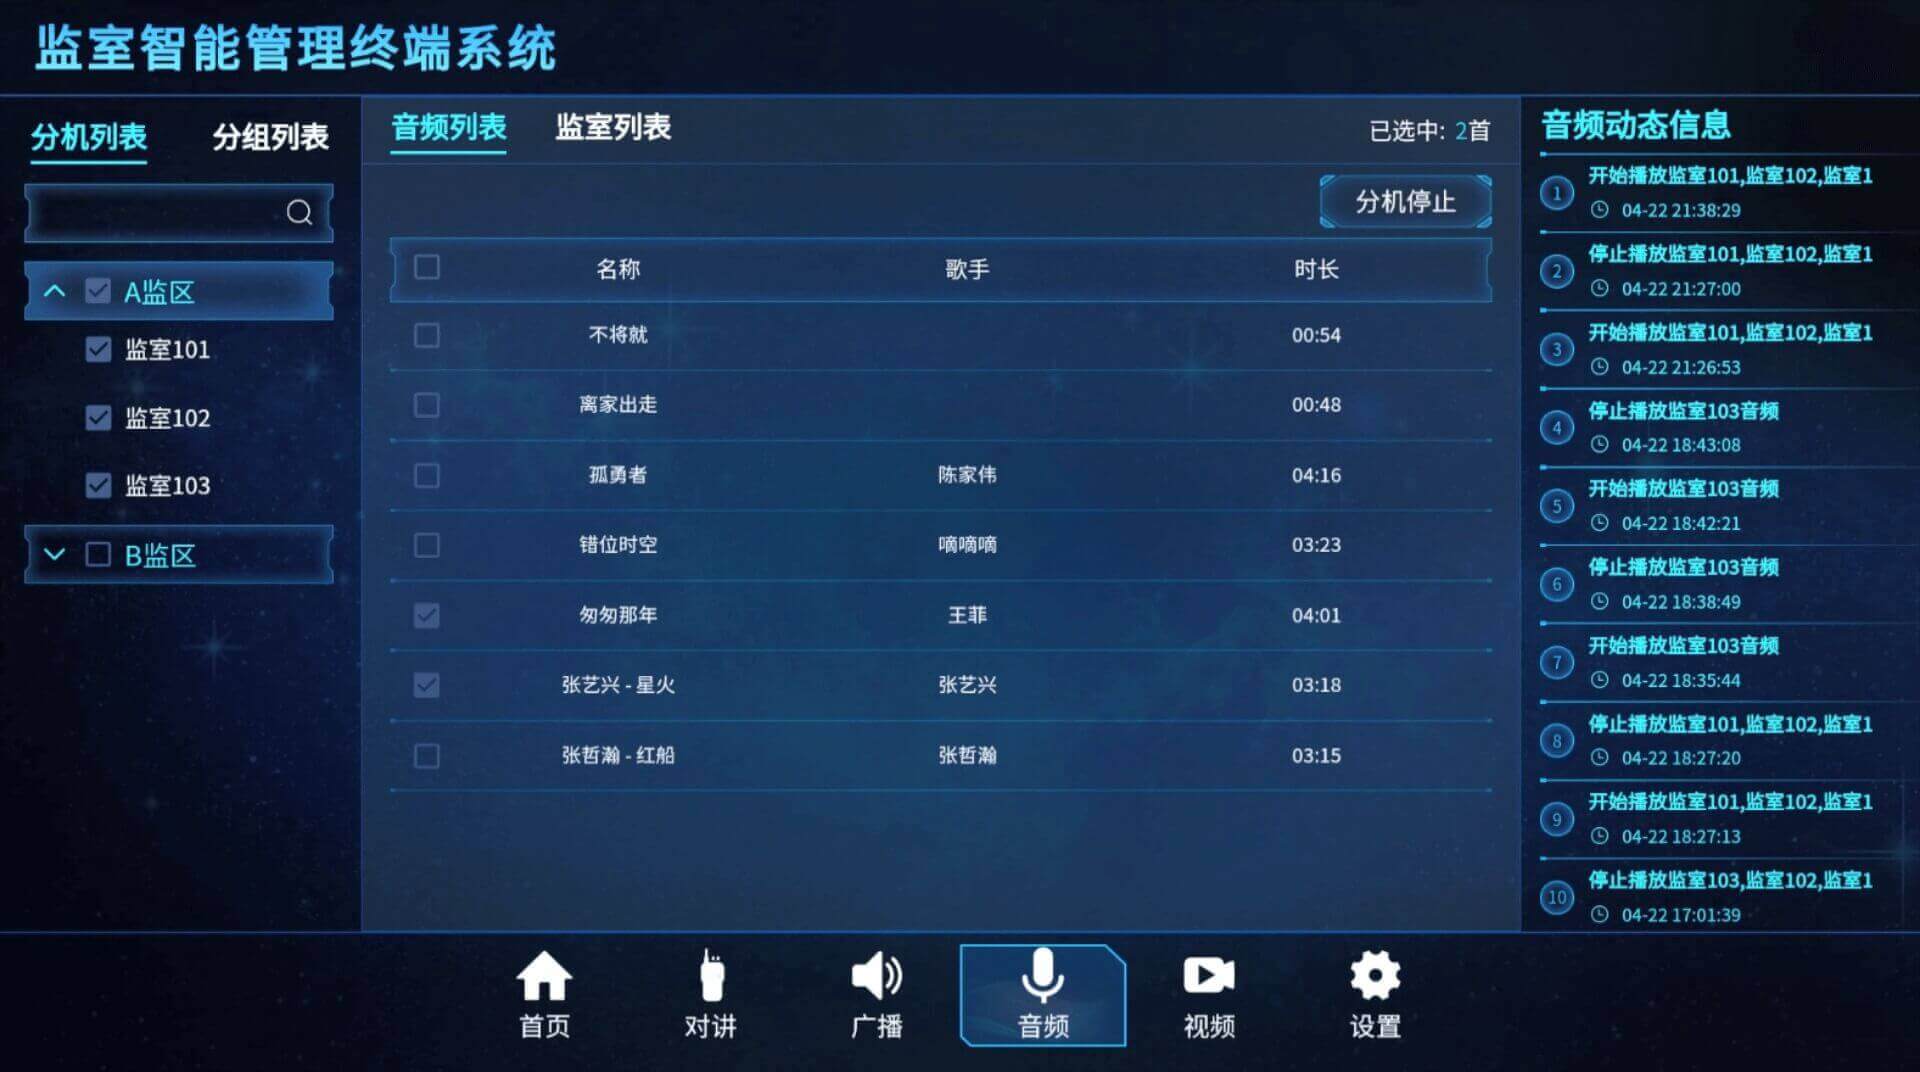 监室智能管理终端系统
分机列表 分组列表
A监区
监室101
监室102
监室103
B监区
音频列表 监室列表 已选中: 2首
分机停止
名称 歌手 时长
不将就 00:54
离家出走 00:48
孤勇者 陈家伟 04:16
错位时空 嘀嘀嘀 03:23
匆匆那年 王菲 04:01
张艺兴 - 星火 张艺兴 03:18
张哲瀚 - 红船 张哲瀚 03:15
音频动态信息
1 开始播放监室101,监室102,监室1
04-22 21:38:29
2 停止播放监室101,监室102,监室1
04-22 21:27:00
3 开始播放监室101,监室102,监室1
04-22 21:26:53
4 停止播放监室103音频
04-22 18:43:08
5 开始播放监室103音频
04-22 18:42:21
6 停止播放监室103音频
04-22 18:38:49
7 开始播放监室103音频
04-22 18:35:44
8 停止播放监室101,监室102,监室1
04-22 18:27:20
9 开始播放监室101,监室102,监室1
04-22 18:27:13
10 停止播放监室103,监室102,监室1
04-22 17:01:39
首页 对讲 广播 音频 视频 设置